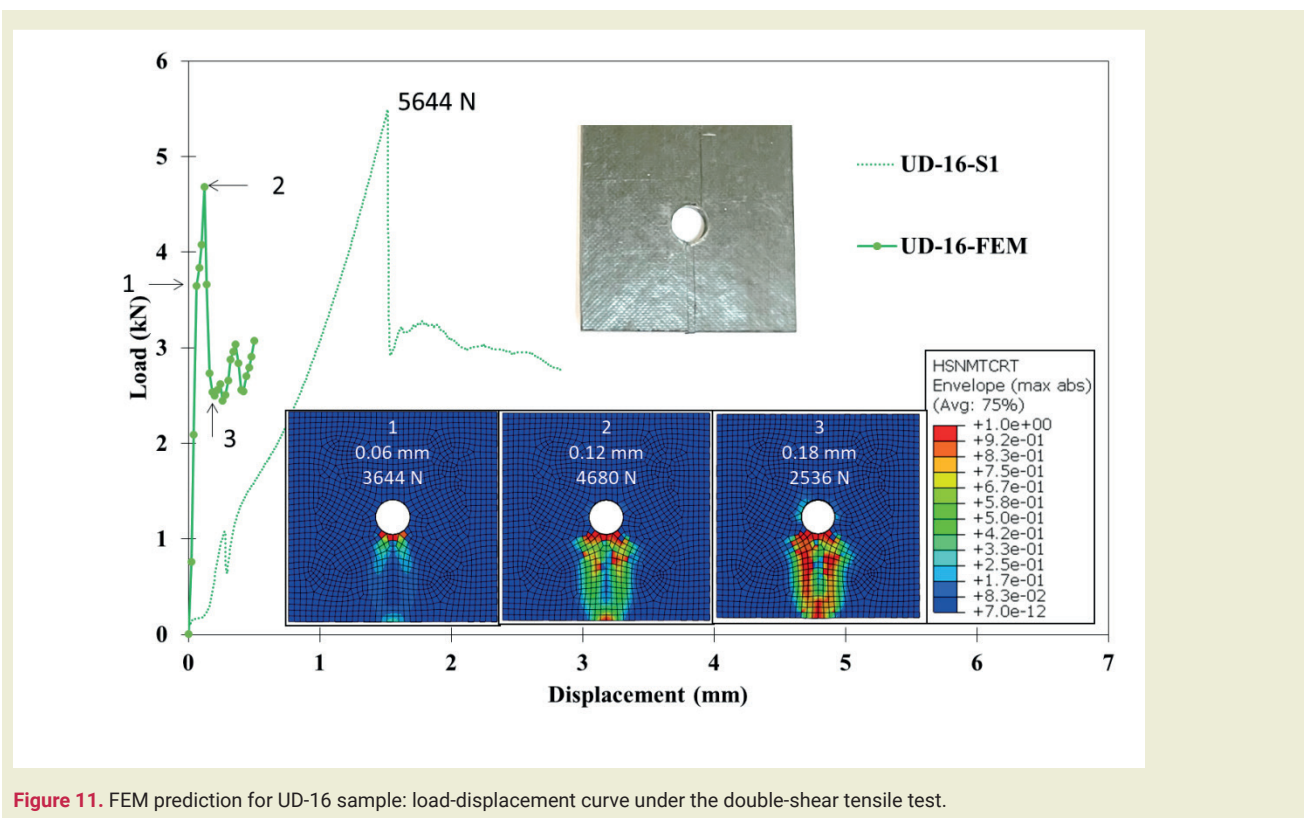 6
5
4
3
2
1
0
0
1
2
3
4
5
6
7
Load (kN)
Displacement (mm)
5644 N
1
2
3
UD-16-S1
UD-16-FEM
1
0.06 mm
3644 N
2
0.12 mm
4680 N
3
0.18 mm
2536 N
HSNMTCRT
Envelope (max abs)
(Avg: 75%)
+1.0e+00
+9.2e-01
+8.3e-01
+7.5e-01
+6.7e-01
+5.8e-01
+5.0e-01
+4.2e-01
+3.3e-01
+2.5e-01
+1.7e-01
+8.3e-02
+7.0e-12
Figure 11. FEM prediction for UD-16 sample: load-displacement curve under the double-shear tensile test.